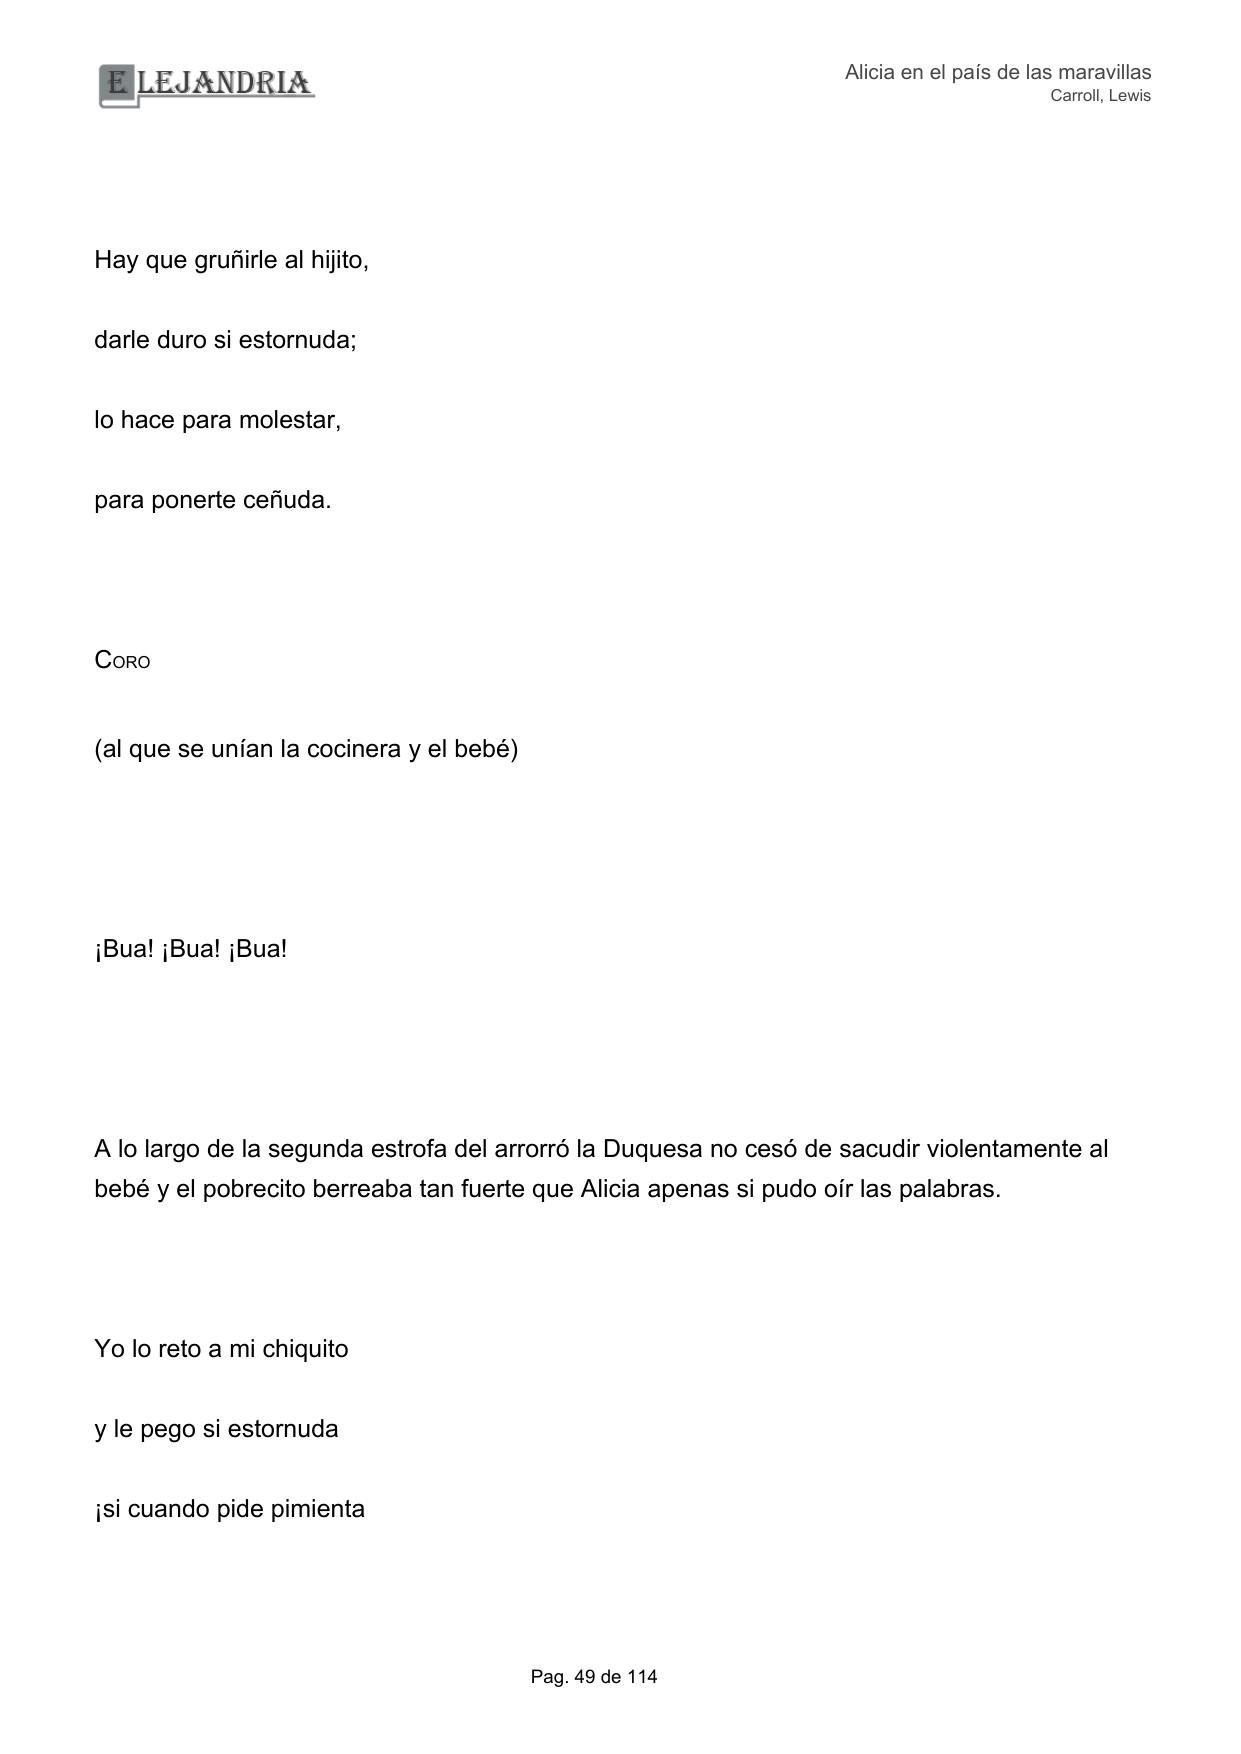 ELEJANDRIA
Alicia en el país de las maravillas
Carroll, Lewis
Hay que gruñirle al hijito,
darle duro si estornuda;
lo hace para molestar,
para ponerte ceñuda.
CORO
(al que se unían la cocinera y el bebé)
¡Bua! ¡Bua! ¡Bua!
A lo largo de la segunda estrofa del arrorró la Duquesa no cesó de sacudir violentamente al
bebé y el pobrecito berreaba tan fuerte que Alicia apenas si pudo oír las palabras.
Yo lo reto a mi chiquito
y le pego si estornuda
¡si cuando pide pimienta
Pag. 49 de 114